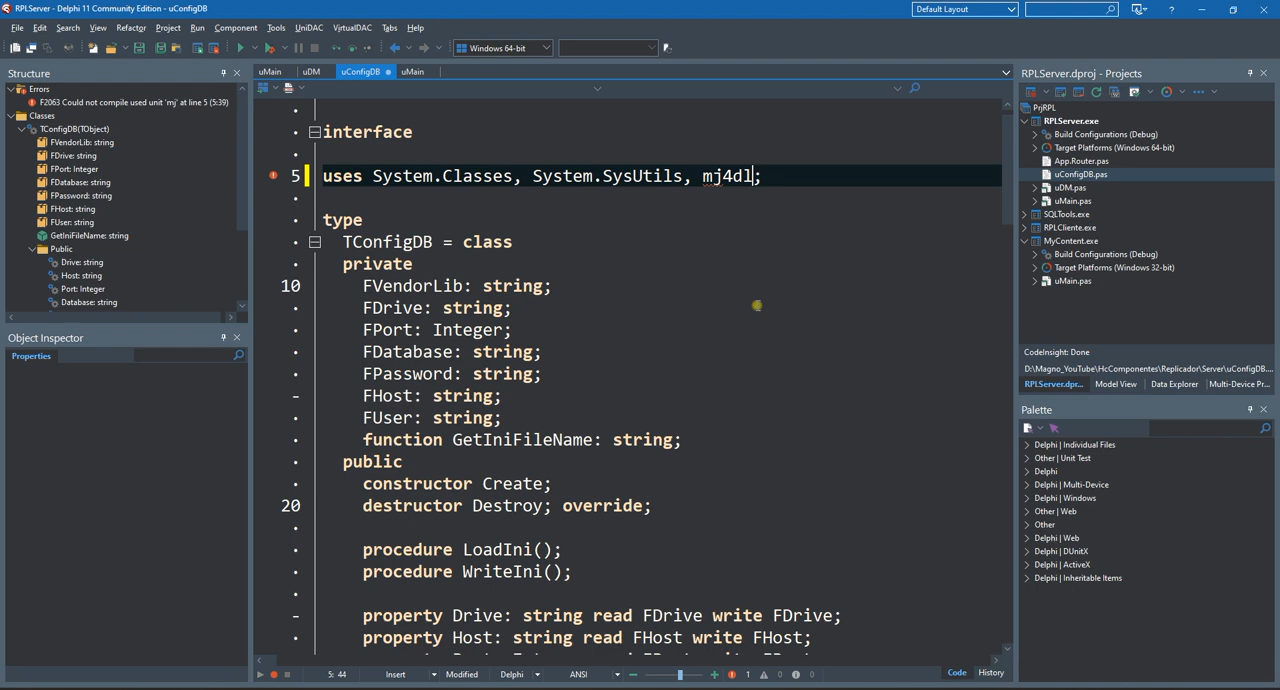 RPLServer - Delphi 11 Community Edition - uConfigDB
Default Layout
?
File Edit Search View Refactor Project Run Component Tools UniDAC VirtualDAC Tabs Help
Windows 64-bit
Structure
Errors
F2063 Could not compile used unit 'mj' at line 5 (5:39)
Classes
TConfigDB(TObject)
FVendorLib: string
FDrive: string
FPort: Integer
FDatabase: string
FPassword: string
FHost: string
FUser: string
GetIniFileName: string
Public
Drive: string
Host: string
Port: Integer
Database: string
Object Inspector
Properties
uMain uDM uConfigDB uMain
interface
5 uses System.Classes, System.SysUtils, mj4dl;
type
TConfigDB = class
private
10 FVendorLib: string;
FDrive: string;
FPort: Integer;
FDatabase: string;
FPassword: string;
FHost: string;
FUser: string;
function GetIniFileName: string;
public
constructor Create;
20 destructor Destroy; override;
procedure LoadIni();
procedure WriteIni();
property Drive: string read FDrive write FDrive;
property Host: string read FHost write FHost;
5: 44 Insert Modified Delphi ANSI 1 0 0 Code History
RPLServer.dproj - Projects
PrjRPL
RPLServer.exe
Build Configurations (Debug)
Target Platforms (Windows 64-bit)
App.Router.pas
uConfigDB.pas
uDM.pas
uMain.pas
SQLTools.exe
RPLCliente.exe
MyContent.exe
Build Configurations (Debug)
Target Platforms (Windows 32-bit)
uMain.pas
CodeInsight: Done
D:\Magno_YouTube\HcComponentes\Replicador\Server\uConfigDB....
RPLServer.dpr... Model View Data Explorer Multi-Device Pr...
Palette
Delphi | Individual Files
Other | Unit Test
Delphi
Delphi | Multi-Device
Delphi | Windows
Other | Web
Other
Delphi | Web
Delphi | DUnitX
Delphi | ActiveX
Delphi | Inheritable Items